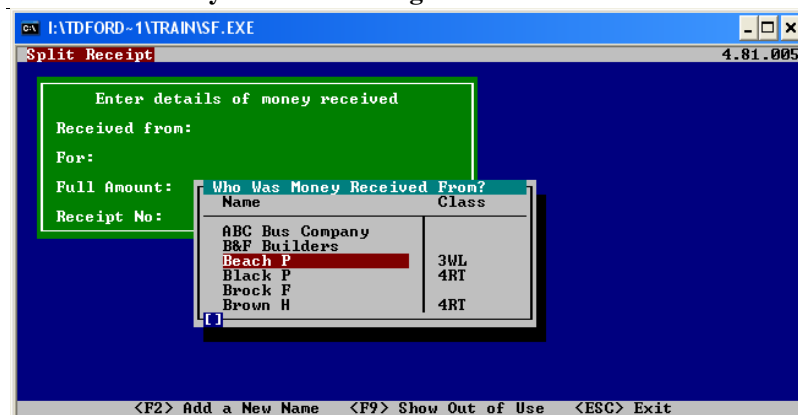 I:\TDFORD~1\TRAIN\SF.EXE
Split Receipt 4.81.005
Enter details of money received
Received from:
For:
Full Amount:
Receipt No:
Who Was Money Received From?
Name Class
ABC Bus Company
B&F Builders
Beach P 3WL
Black P 4RT
Brock F
Brown H 4RT
[ ]
<F2> Add a New Name <F9> Show Out of Use <ESC> Exit